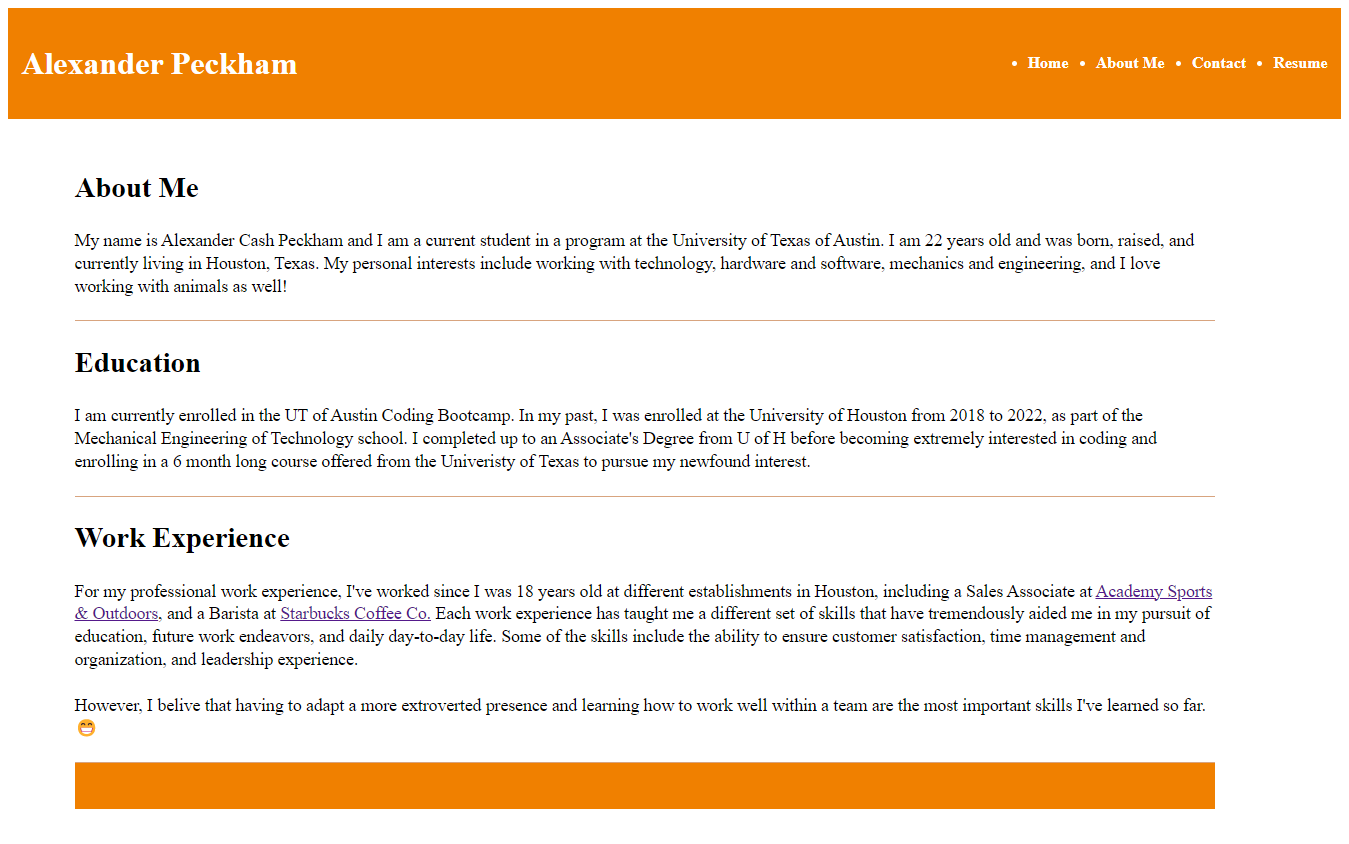 Alexander Peckham
• Home • About Me • Contact • Resume
About Me
My name is Alexander Cash Peckham and I am a current student in a program at the University of Texas of Austin. I am 22 years old and was born, raised, and
currently living in Houston, Texas. My personal interests include working with technology, hardware and software, mechanics and engineering, and I love
working with animals as well!
Education
I am currently enrolled in the UT of Austin Coding Bootcamp. In my past, I was enrolled at the University of Houston from 2018 to 2022, as part of the
Mechanical Engineering of Technology school. I completed up to an Associate's Degree from U of H before becoming extremely interested in coding and
enrolling in a 6 month long course offered from the Univeristy of Texas to pursue my newfound interest.
Work Experience
For my professional work experience, I've worked since I was 18 years old at different establishments in Houston, including a Sales Associate at Academy Sports
& Outdoors, and a Barista at Starbucks Coffee Co. Each work experience has taught me a different set of skills that have tremendously aided me in my pursuit of
education, future work endeavors, and daily day-to-day life. Some of the skills include the ability to ensure customer satisfaction, time management and
organization, and leadership experience.
However, I belive that having to adapt a more extroverted presence and learning how to work well within a team are the most important skills I've learned so far.
😁